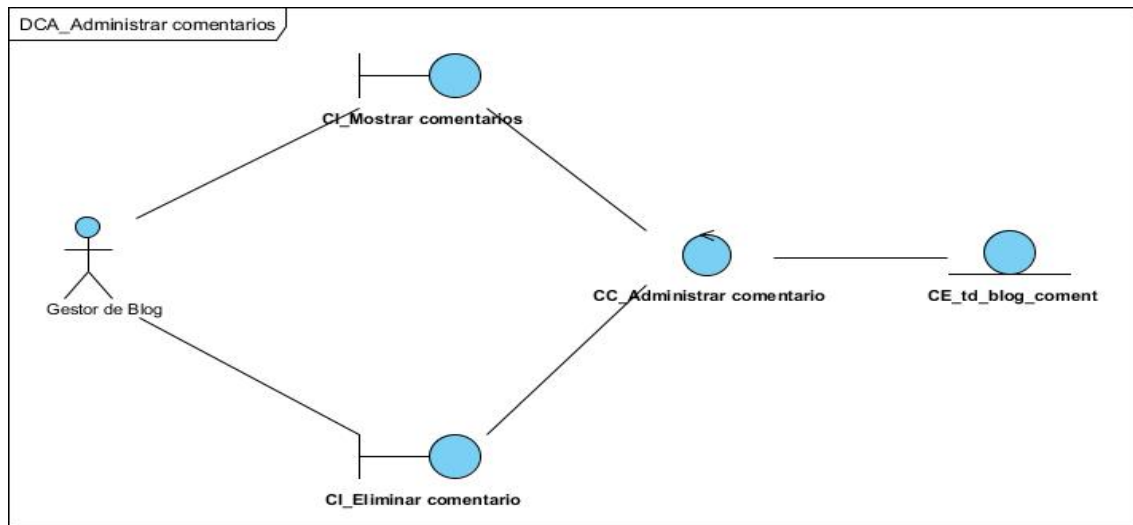 DCA_Administrar comentarios
CI_Mostrar comentarios
Gestor de Blog
CC_Administrar comentario
CE_td_blog_coment
CI_Eliminar comentario